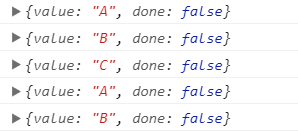 {value: "A", done: false}
{value: "B", done: false}
{value: "C", done: false}
{value: "A", done: false}
{value: "B", done: false}